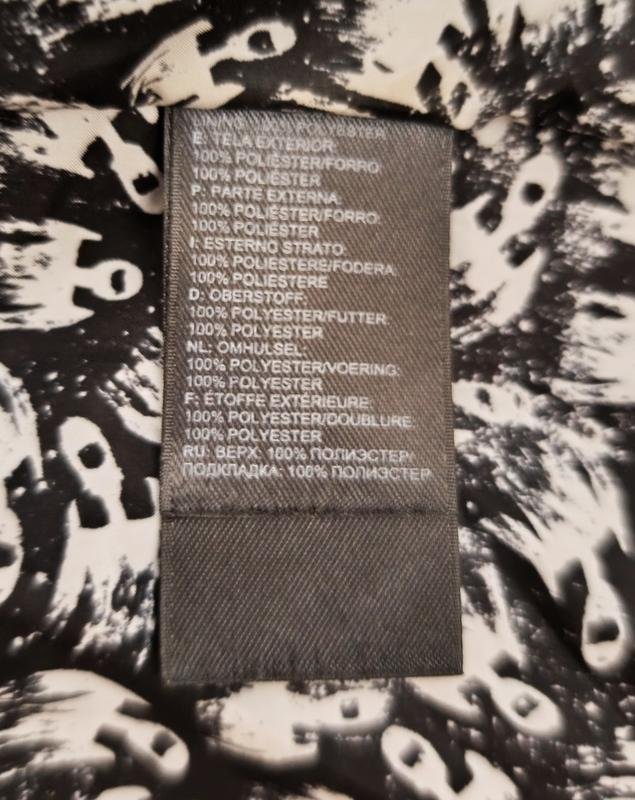 100% POLYESTER
E: TELA EXTERIOR:
100% POLIÉSTER/FORRO:
100% POLIÉSTER
P: PARTE EXTERNA:
100% POLIÉSTER/FORRO:
100% POLIÉSTER
I: ESTERNO STRATO:
100% POLIESTERE/FODERA:
100% POLIESTERE
D: OBERSTOFF:
100% POLYESTER/FUTTER:
100% POLYESTER
NL: OMHULSEL:
100% POLYESTER/VOERING:
100% POLYESTER
F: ÉTOFFE EXTÉRIEURE:
100% POLYESTER/DOUBLURE:
100% POLYESTER
RU: ВЕРХ: 100% ПОЛИЭСТЕР/
ПОДКЛАДКА: 100% ПОЛИЭСТЕР